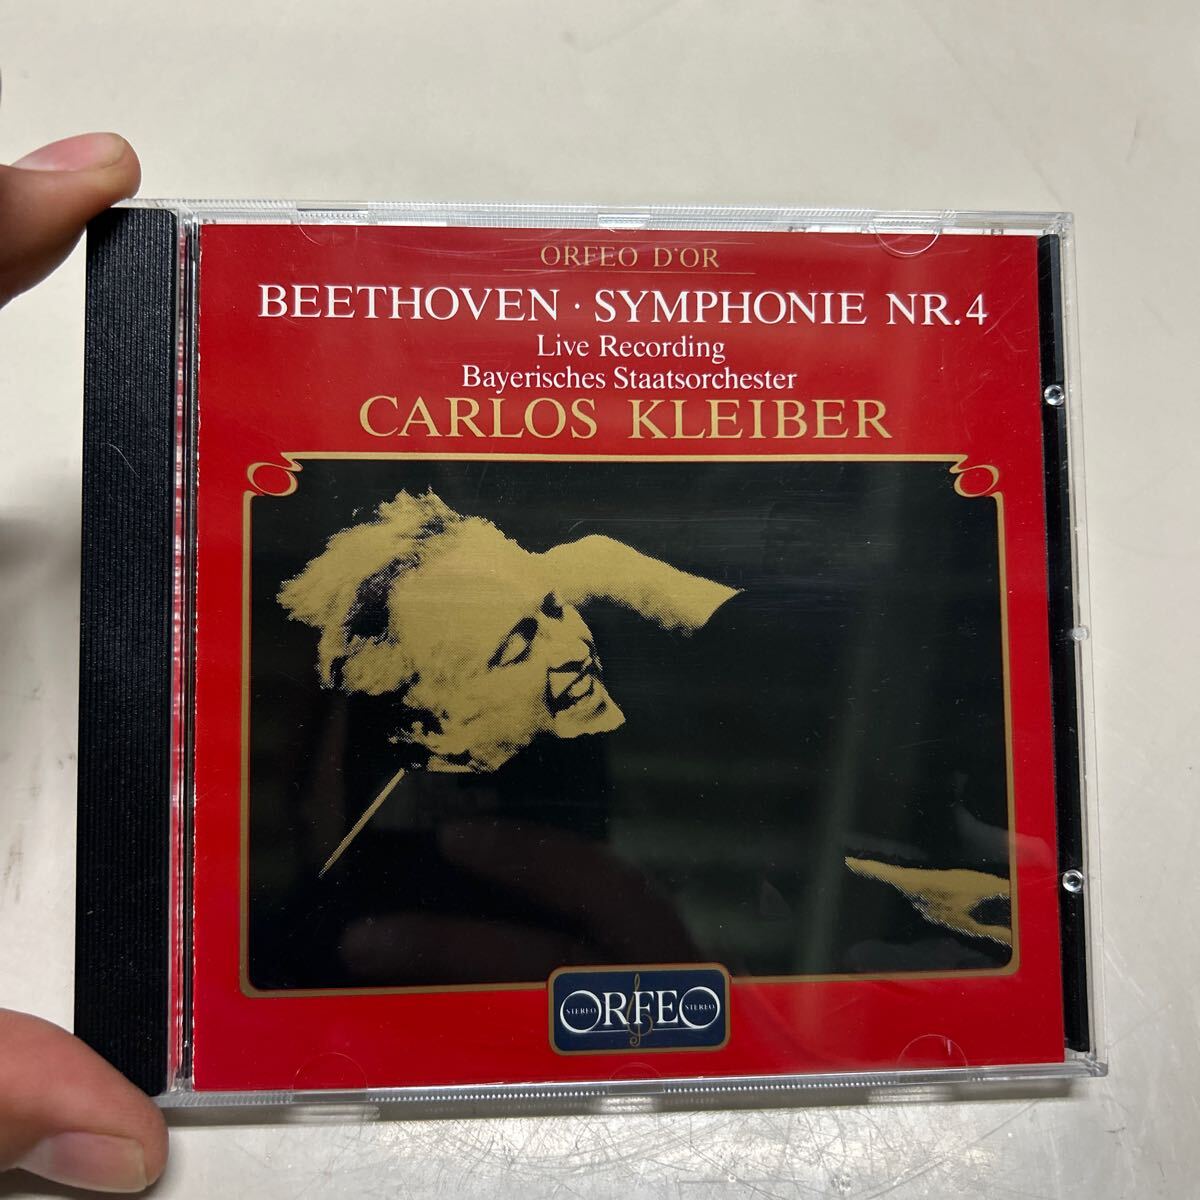 ORFEO D'OR
BEETHOVEN · SYMPHONIE NR.4
Live Recording
Bayerisches Staatsorchester
CARLOS KLEIBER
STEREO ORFEO STEREO